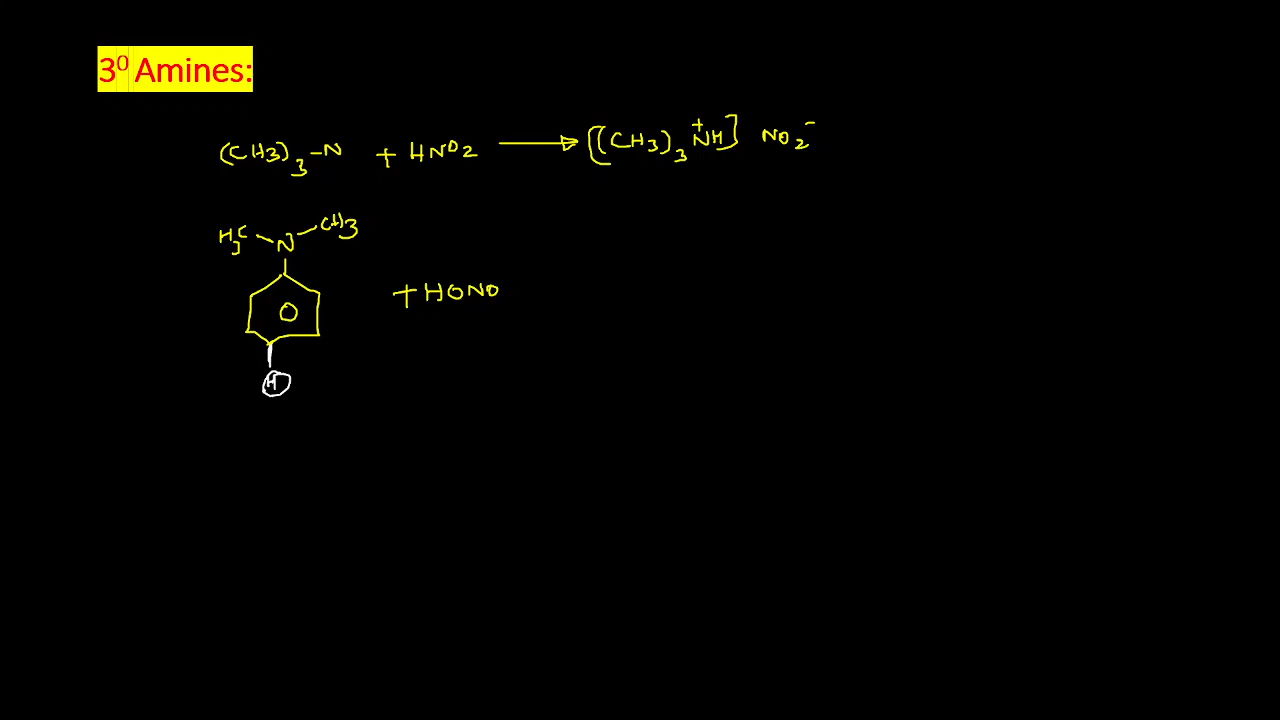 3⁰ Amines:
(CH3)₃-N + HNO₂ ⟶ [(CH3)₃N⁺H] NO₂⁻
H₃C N CH3
+ HONO
H